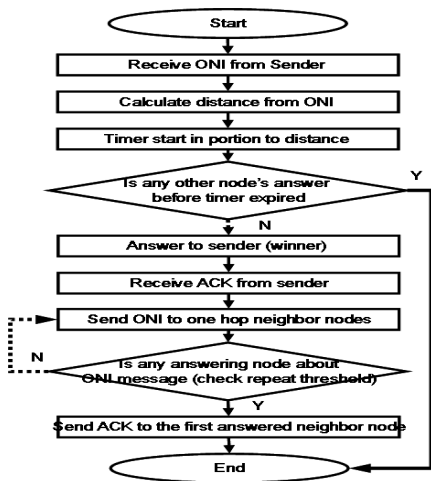 Start
Receive ONI from Sender
Calculate distance from ONI
Timer start in portion to distance
Is any other node's answer
before timer expired
Y
N
Answer to sender (winner)
Receive ACK from sender
Send ONI to one hop neighbor nodes
Is any answering node about
ONI message (check repeat threshold)
N
Y
Send ACK to the first answered neighbor node
End